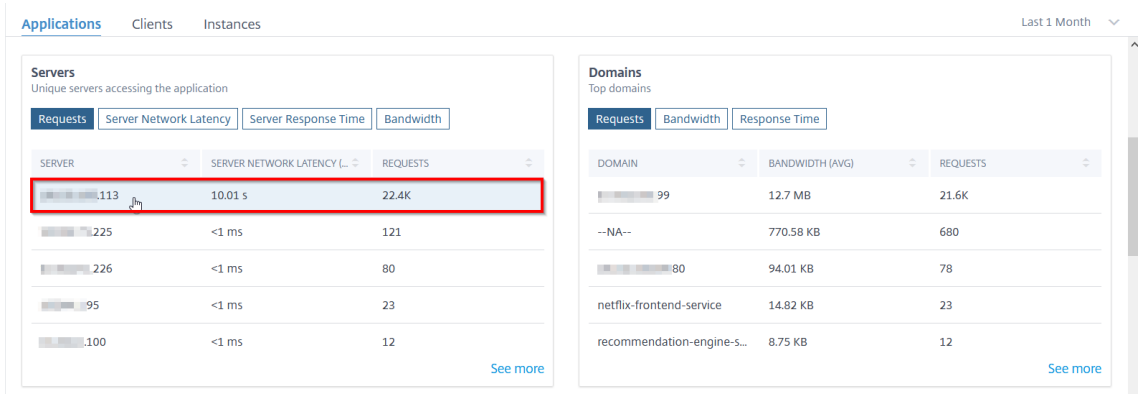 Applications Clients Instances Last 1 Month
Servers
Unique servers accessing the application
Requests Server Network Latency Server Response Time Bandwidth
SERVER SERVER NETWORK LATENCY (... REQUESTS
.113 10.01 s 22.4K
.225 <1 ms 121
.226 <1 ms 80
95 <1 ms 23
.100 <1 ms 12
See more
Domains
Top domains
Requests Bandwidth Response Time
DOMAIN BANDWIDTH (AVG) REQUESTS
99 12.7 MB 21.6K
--NA-- 770.58 KB 680
80 94.01 KB 78
netflix-frontend-service 14.82 KB 23
recommendation-engine-s... 8.75 KB 12
See more